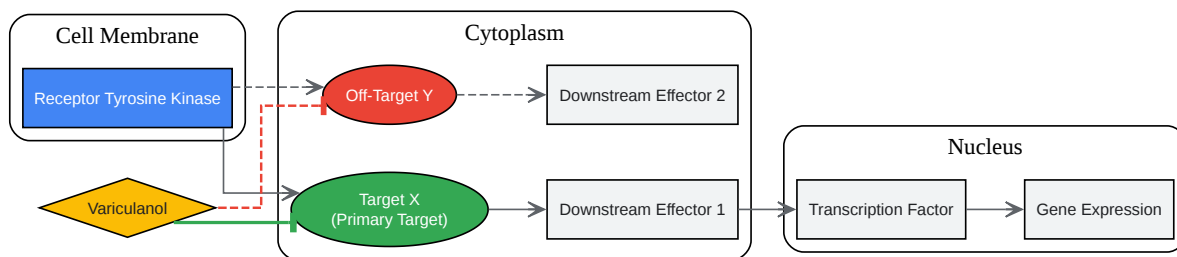 Cell Membrane
Receptor Tyrosine Kinase
Variculanol
Cytoplasm
Off-Target Y
Downstream Effector 2
Target X
(Primary Target)
Downstream Effector 1
Nucleus
Transcription Factor
Gene Expression